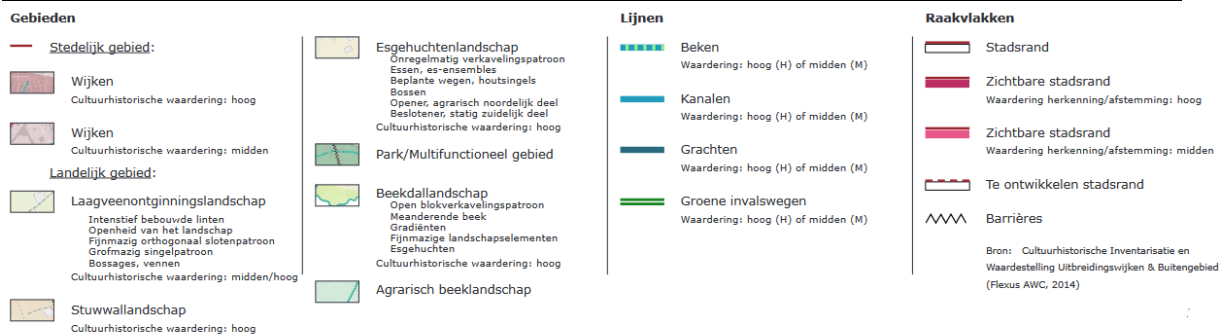 Gebieden
Stedelijk gebied:
Wijken
Cultuurhistorische waardering: hoog
Wijken
Cultuurhistorische waardering: midden
Landelijk gebied:
Laagveenontginningslandschap
Intenstief bebouwde linten
Openheid van het landschap
Fijnmazig orthogonaal slotenpatroon
Grofmazig singelpatroon
Bossages, vennen
Cultuurhistorische waardering: midden/hoog
Stuwwallandschap
Cultuurhistorische waardering: hoog
Esgehuchtenlandschap
Onregelmatig verkavelingspatroon
Essen, es-ensembles
Beplante wegen, houtsingels
Bossen
Opener, agrarisch noordelijk deel
Beslotener, statig zuidelijk deel
Cultuurhistorische waardering: hoog
Park/Multifunctioneel gebied
Beekdallandschap
Open blokverkavelingspatroon
Meanderende beek
Gradiënten
Fijnmazige landschapselementen
Esgehuchten
Cultuurhistorische waardering: hoog
Agrarisch beeklandschap
Lijnen
Beken
Waardering: hoog (H) of midden (M)
Kanalen
Waardering: hoog (H) of midden (M)
Grachten
Waardering: hoog (H) of midden (M)
Groene invalswegen
Waardering: hoog (H) of midden (M)
Raakvlakken
Stadsrand
Zichtbare stadsrand
Waardering herkenning/afstemming: hoog
Zichtbare stadsrand
Waardering herkenning/afstemming: midden
Te ontwikkelen stadsrand
Barrières
Bron: Cultuurhistorische Inventarisatie en
Waardestelling Uitbreidingswijken & Buitengebied
(Flexus AWC, 2014)